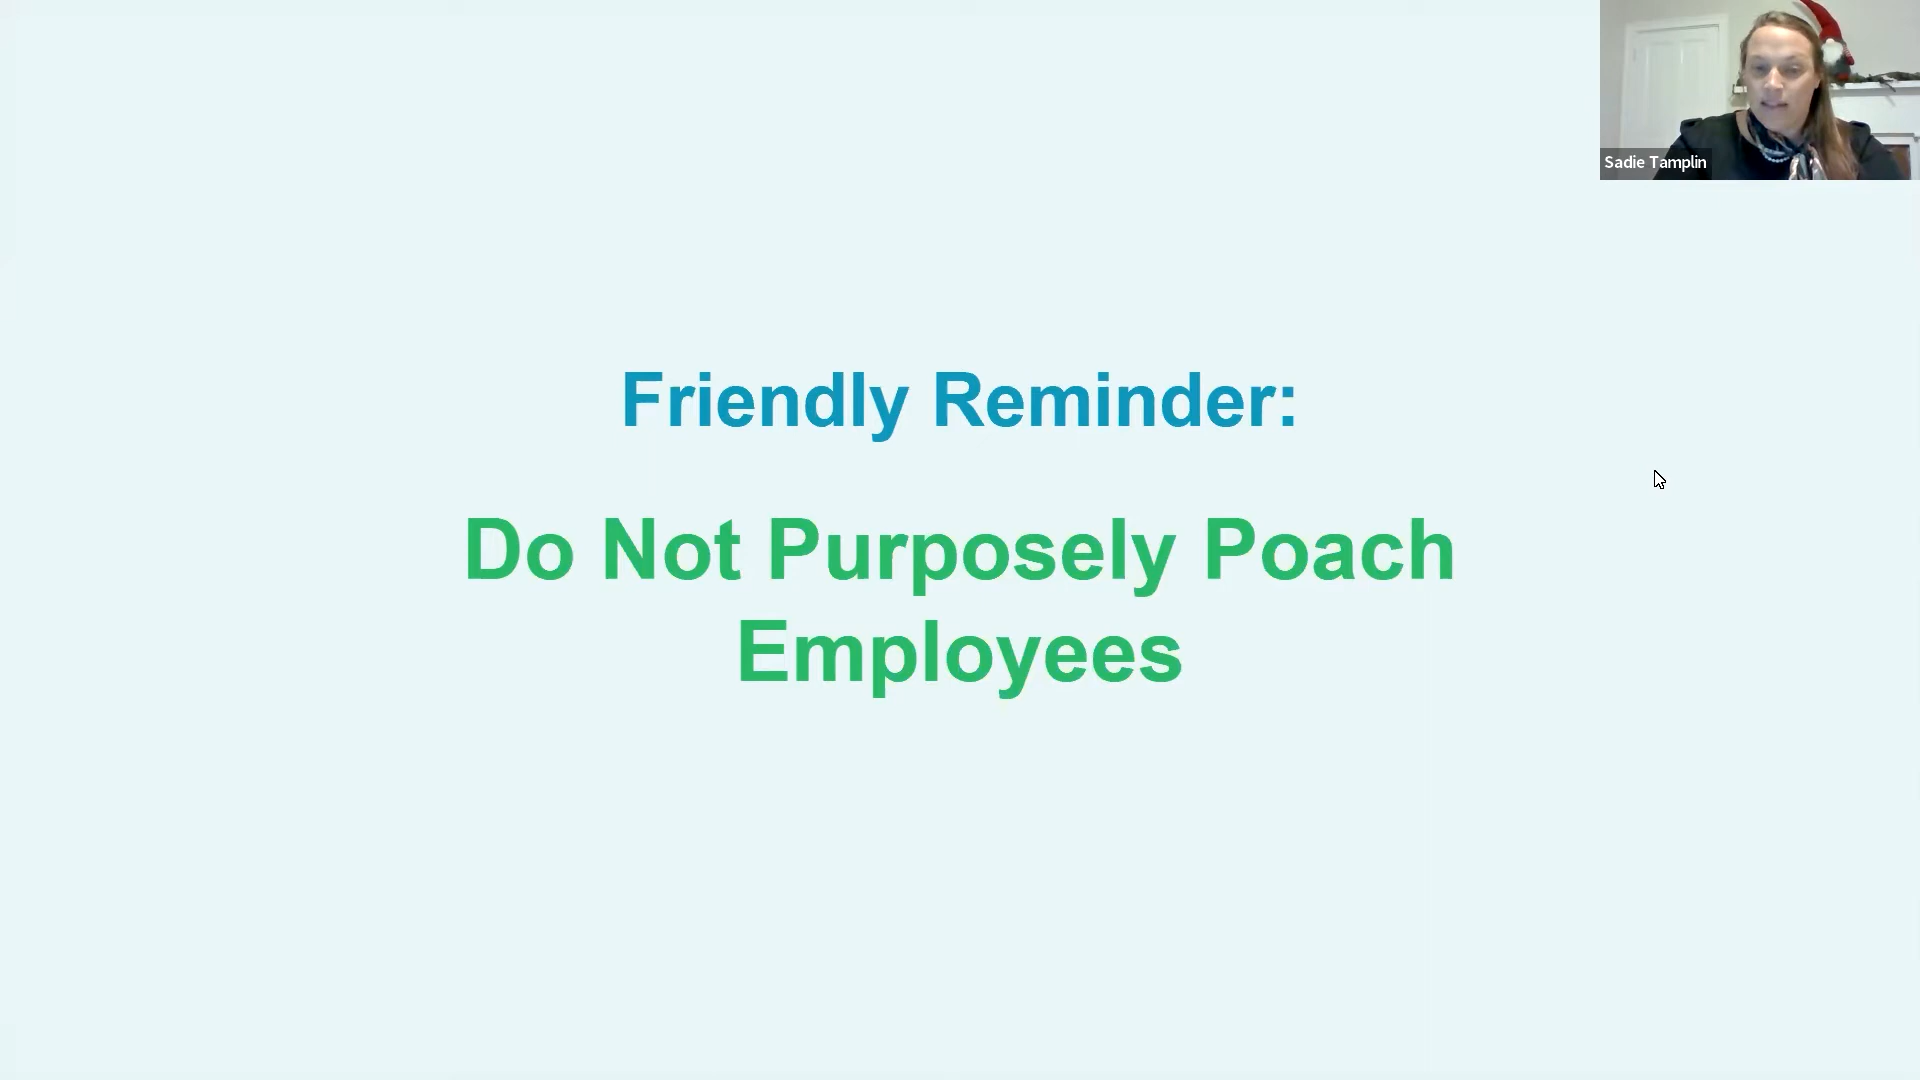 Sadie Tamplin
Friendly Reminder:
Do Not Purposely Poach
Employees